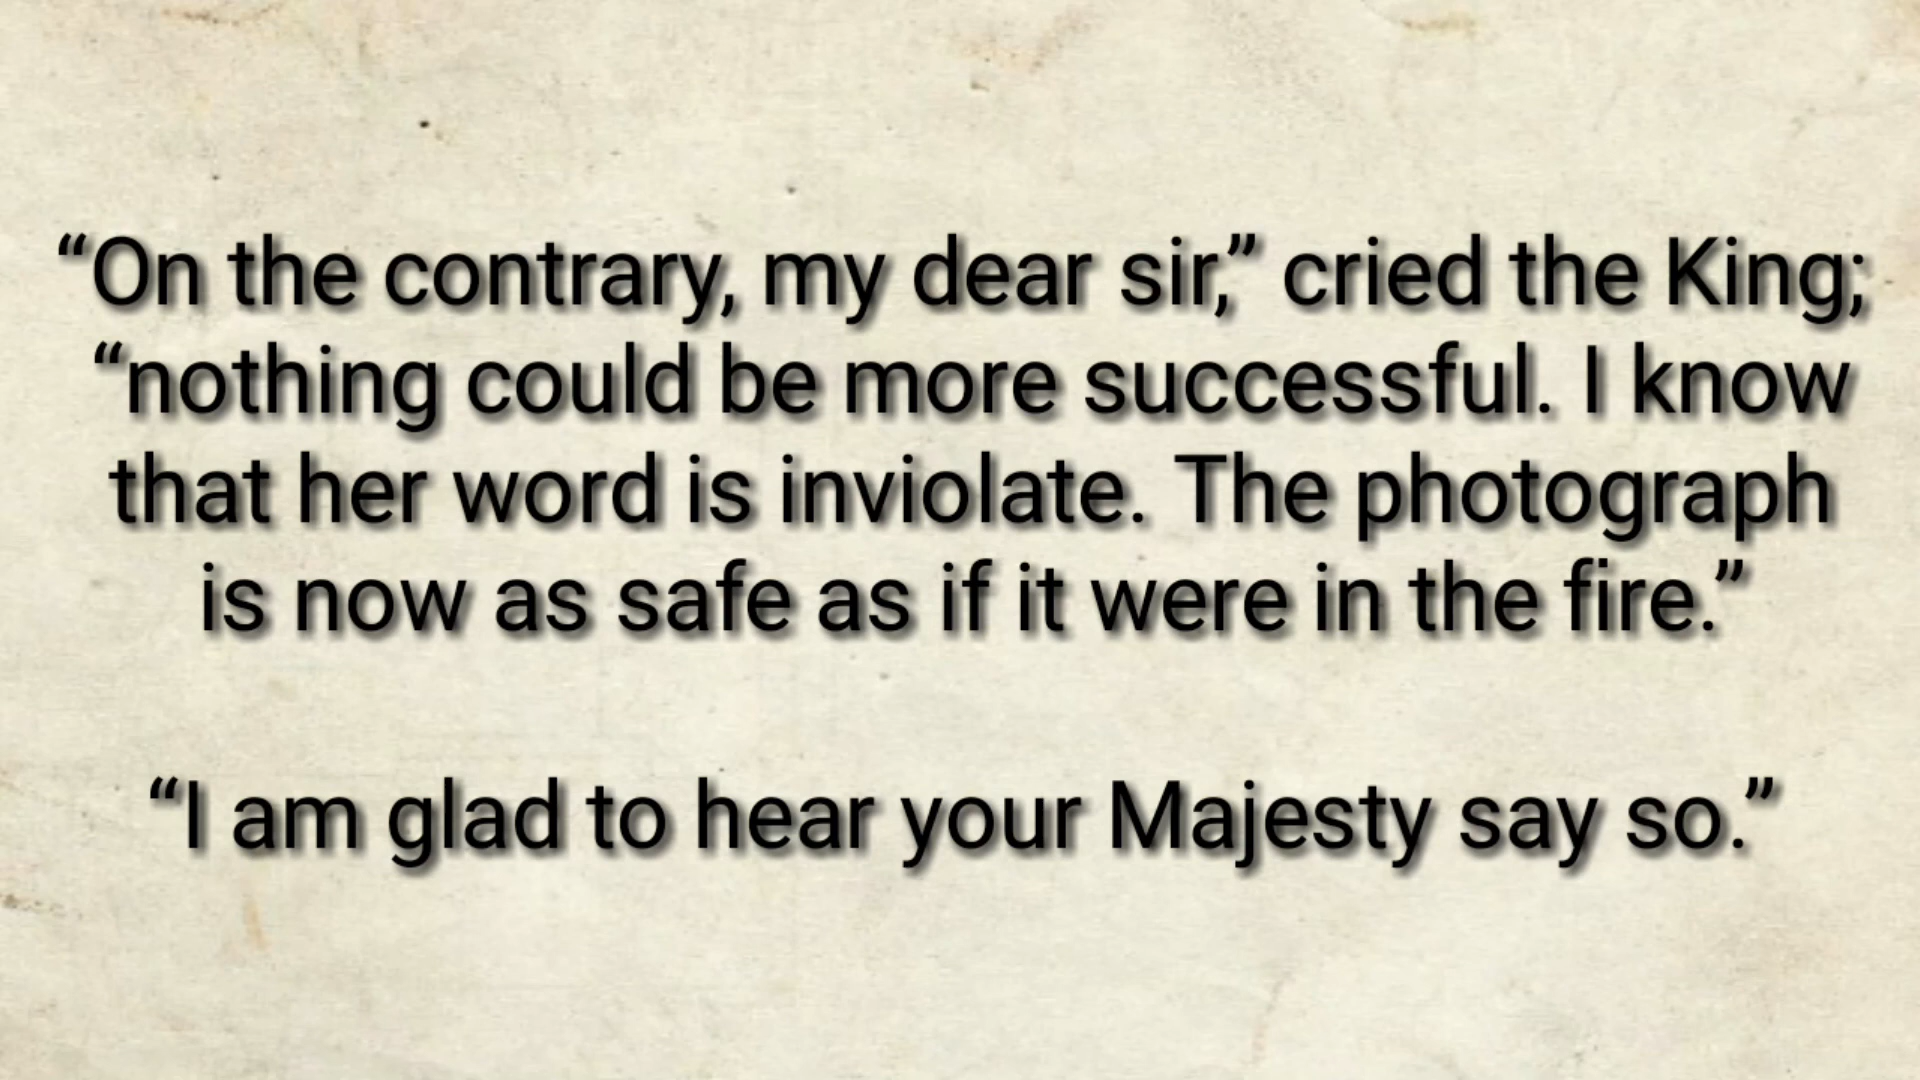 “On the contrary, my dear sir,” cried the King;
“nothing could be more successful. I know
that her word is inviolate. The photograph
is now as safe as if it were in the fire.”
“I am glad to hear your Majesty say so.”